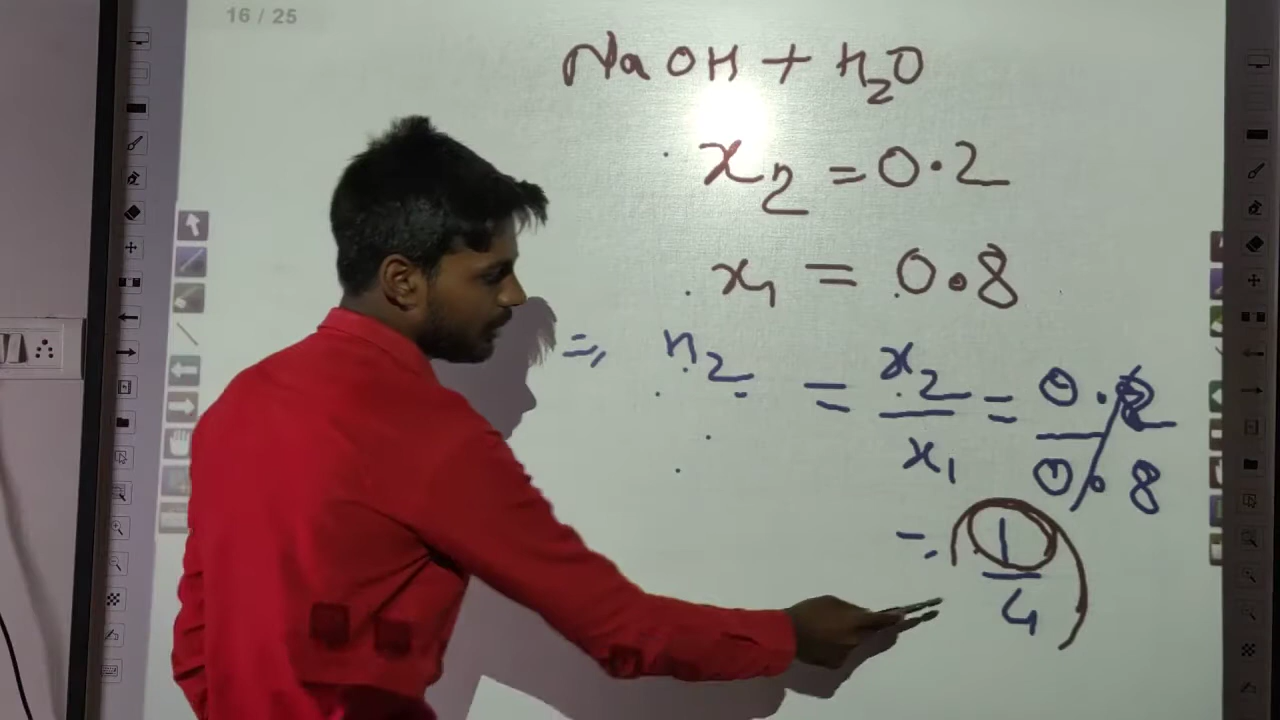 16 / 25
NaOH + H₂O
x₂ = 0.2
x₁ = 0.8
⇒, n₂ = x₂/x₁ = 0.2/0.8
= 1/4